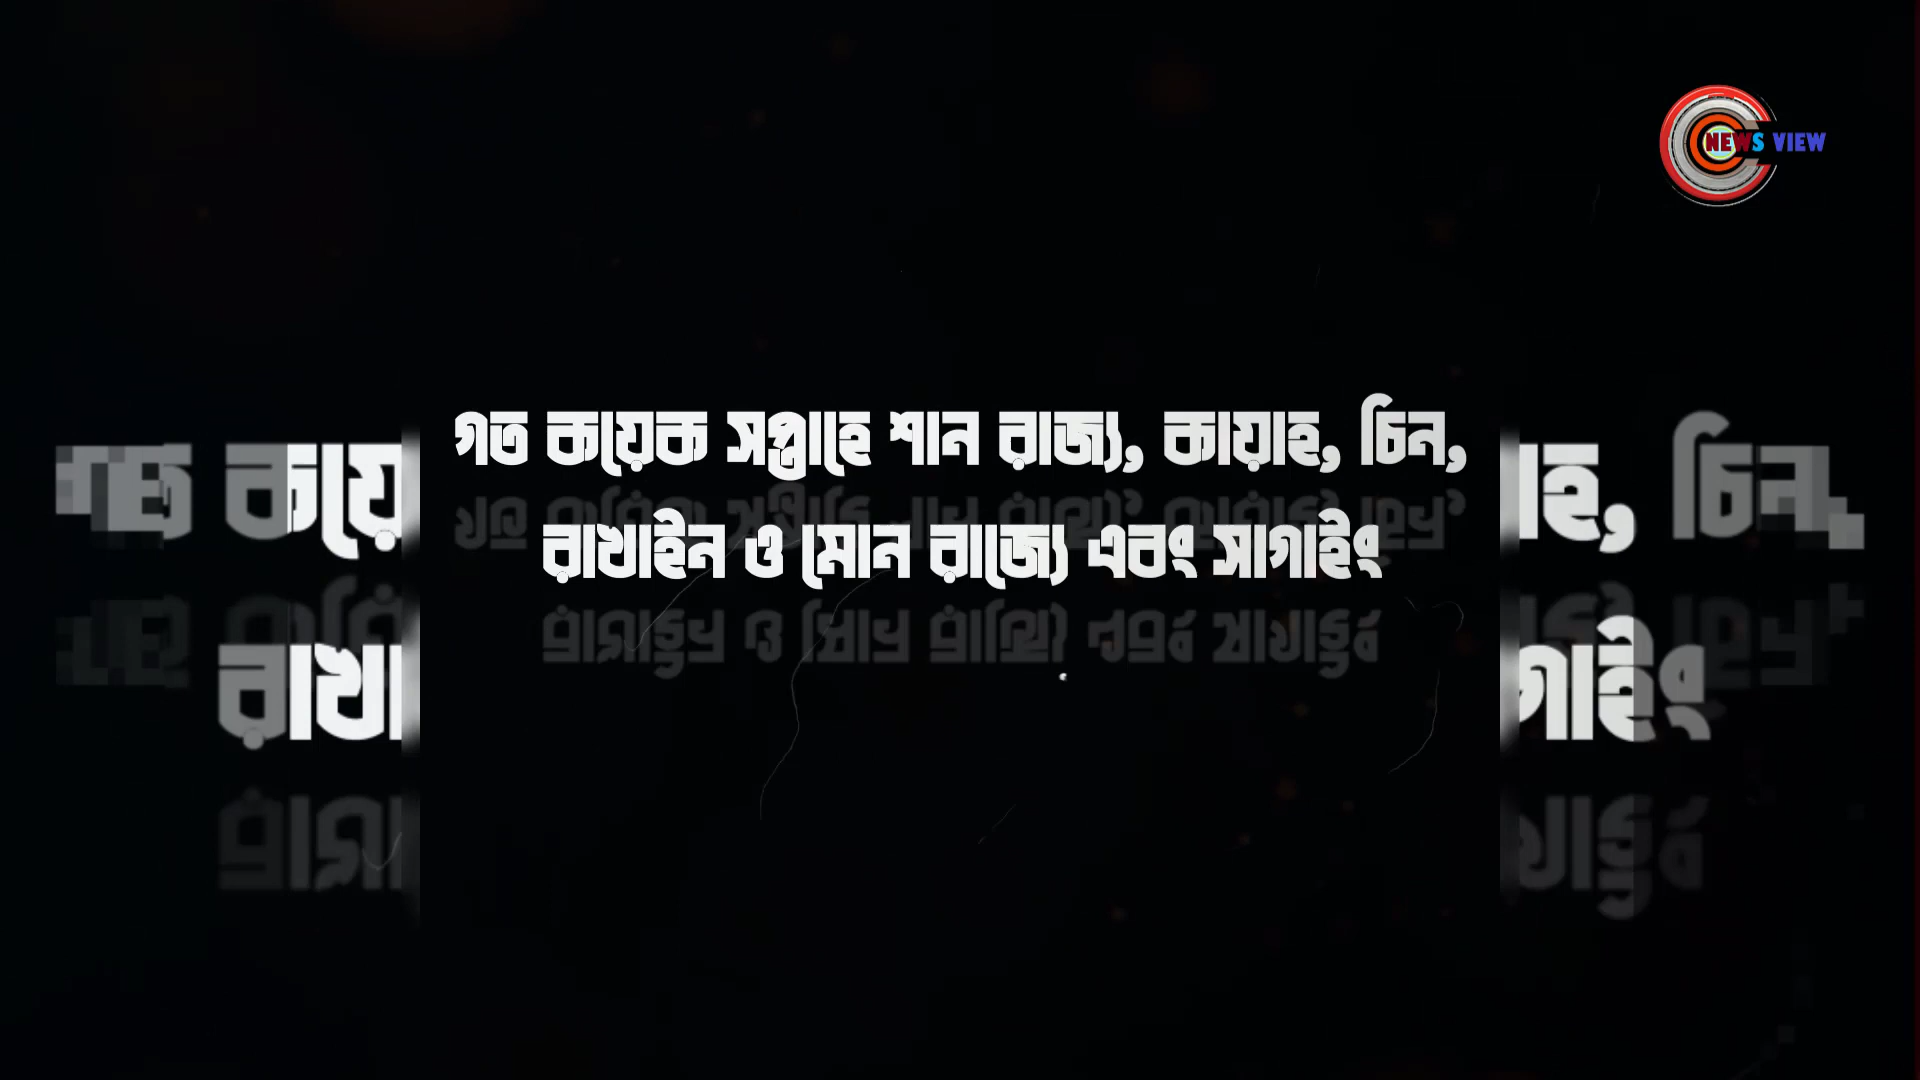 NEWS VIEW
গত কয়েক সপ্তাহে শান রাজ্য, কায়াহ, চিন,
রাখাইন ও মোন রাজ্যে এবং সাগাইং